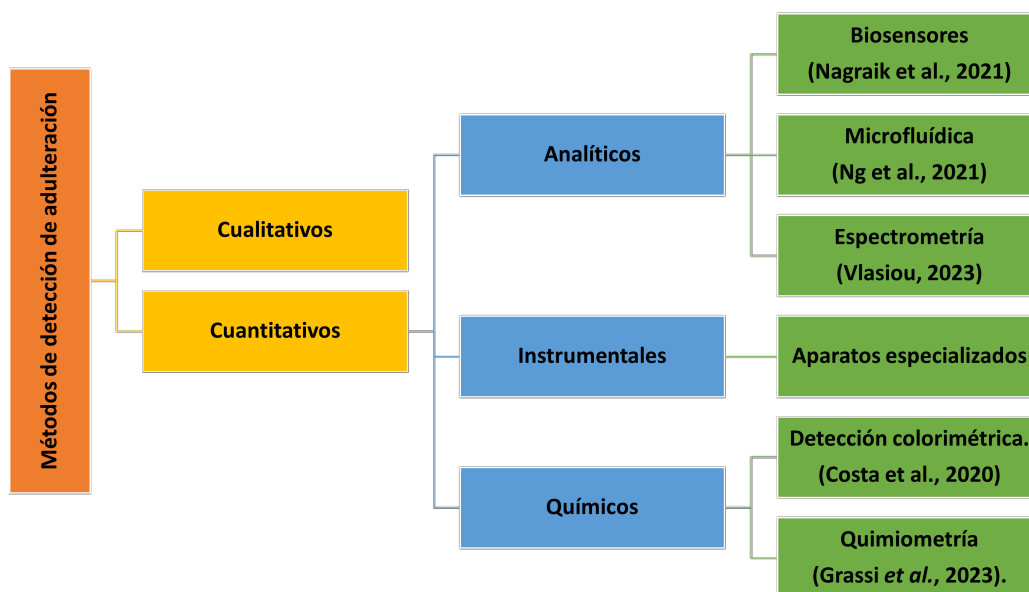 Métodos de detección de adulteración
Cualitativos
Cuantitativos
Analíticos
Biosensores
(Nagraik et al., 2021)
Microfluídica
(Ng et al., 2021)
Espectrometría
(Vlasiou, 2023)
Instrumentales
Aparatos especializados
Químicos
Detección colorimétrica.
(Costa et al., 2020)
Quimiometría
(Grassi et al., 2023).